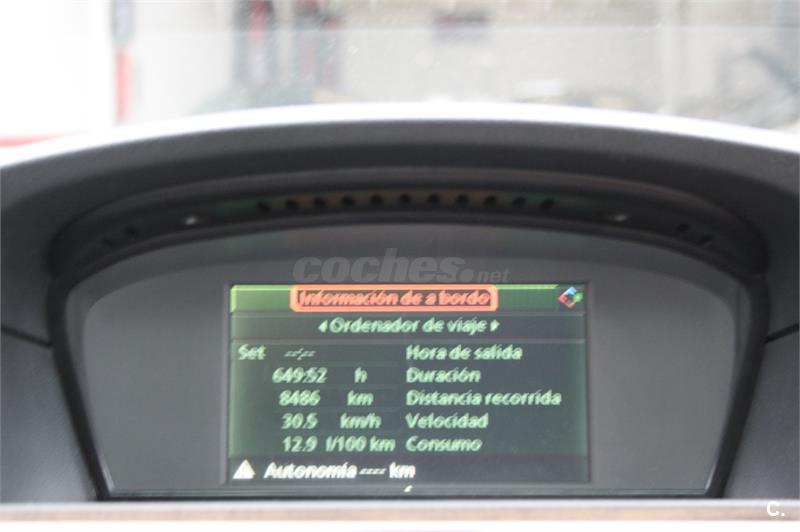 coches.net
Información de a bordo
Ordenador de viaje
Set --:-- Hora de salida
649:52 h Duración
8486 km Distancia recorrida
30.5 km/h Velocidad
12.9 l/100 km Consumo
Autonomía ---- km
C.